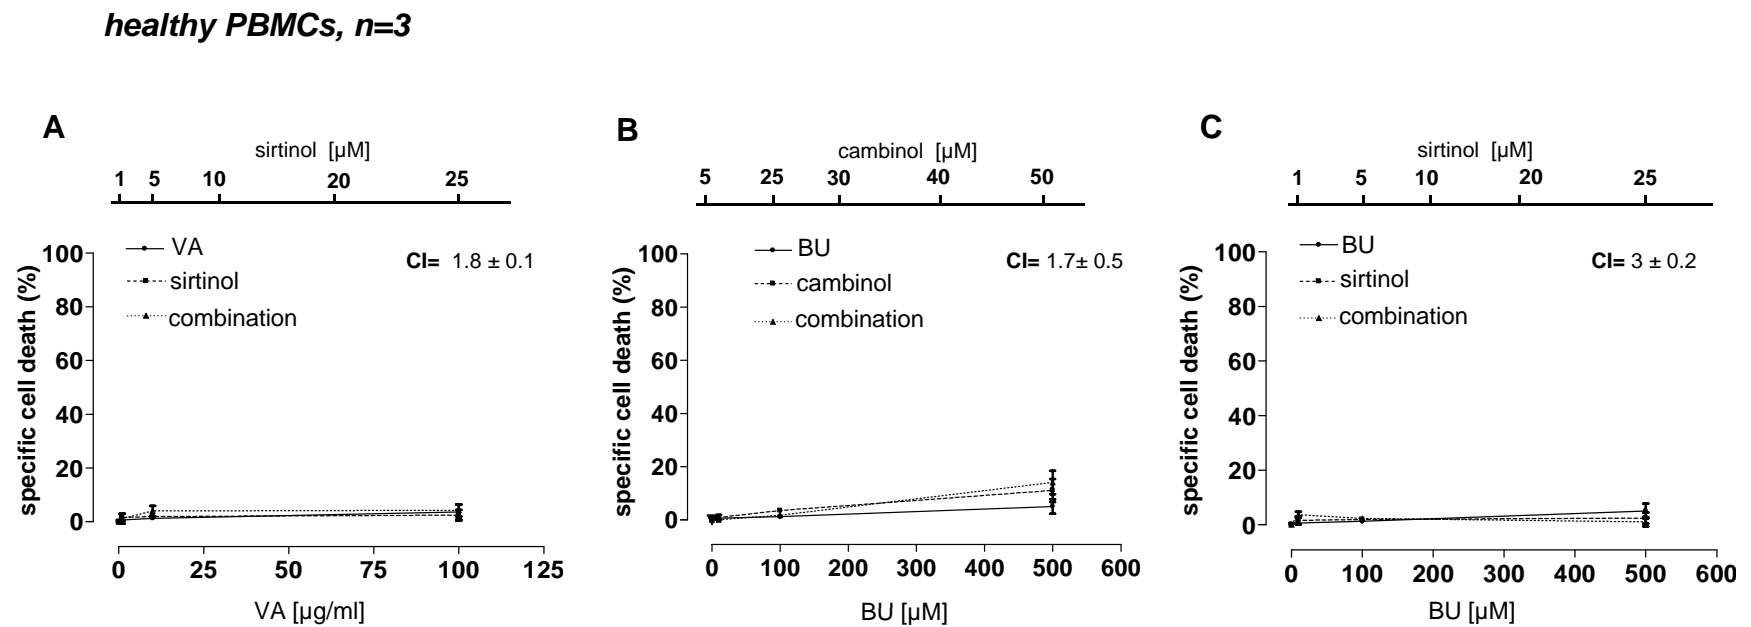 healthy PBMCs, n=3
A
sirtinol [µM]
1 5 10 20 25
VA
sirtinol
combination
CI= 1.8 ± 0.1
specific cell death (%)
100
80
60
40
20
0
0 25 50 75 100 125
VA [µg/ml]
B
cambinol [µM]
5 25 30 40 50
BU
cambinol
combination
CI= 1.7± 0.5
specific cell death (%)
100
80
60
40
20
0
0 100 200 300 400 500 600
BU [µM]
C
sirtinol [µM]
1 5 10 20 25
BU
sirtinol
combination
CI= 3 ± 0.2
specific cell death (%)
100
80
60
40
20
0
0 100 200 300 400 500 600
BU [µM]